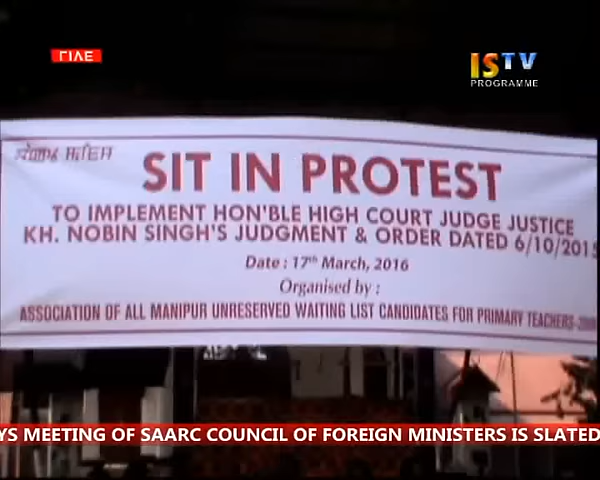 LIVE
ISTV
PROGRAMME
SIT IN PROTEST
TO IMPLEMENT HON'BLE HIGH COURT JUDGE JUSTICE
KH. NOBIN SINGH'S JUDGMENT & ORDER DATED 6/10/2015
Date : 17th March, 2016
Organised by :
ASSOCIATION OF ALL MANIPUR UNRESERVED WAITING LIST CANDIDATES FOR PRIMARY TEACHERS
YS MEETING OF SAARC COUNCIL OF FOREIGN MINISTERS IS SLATED